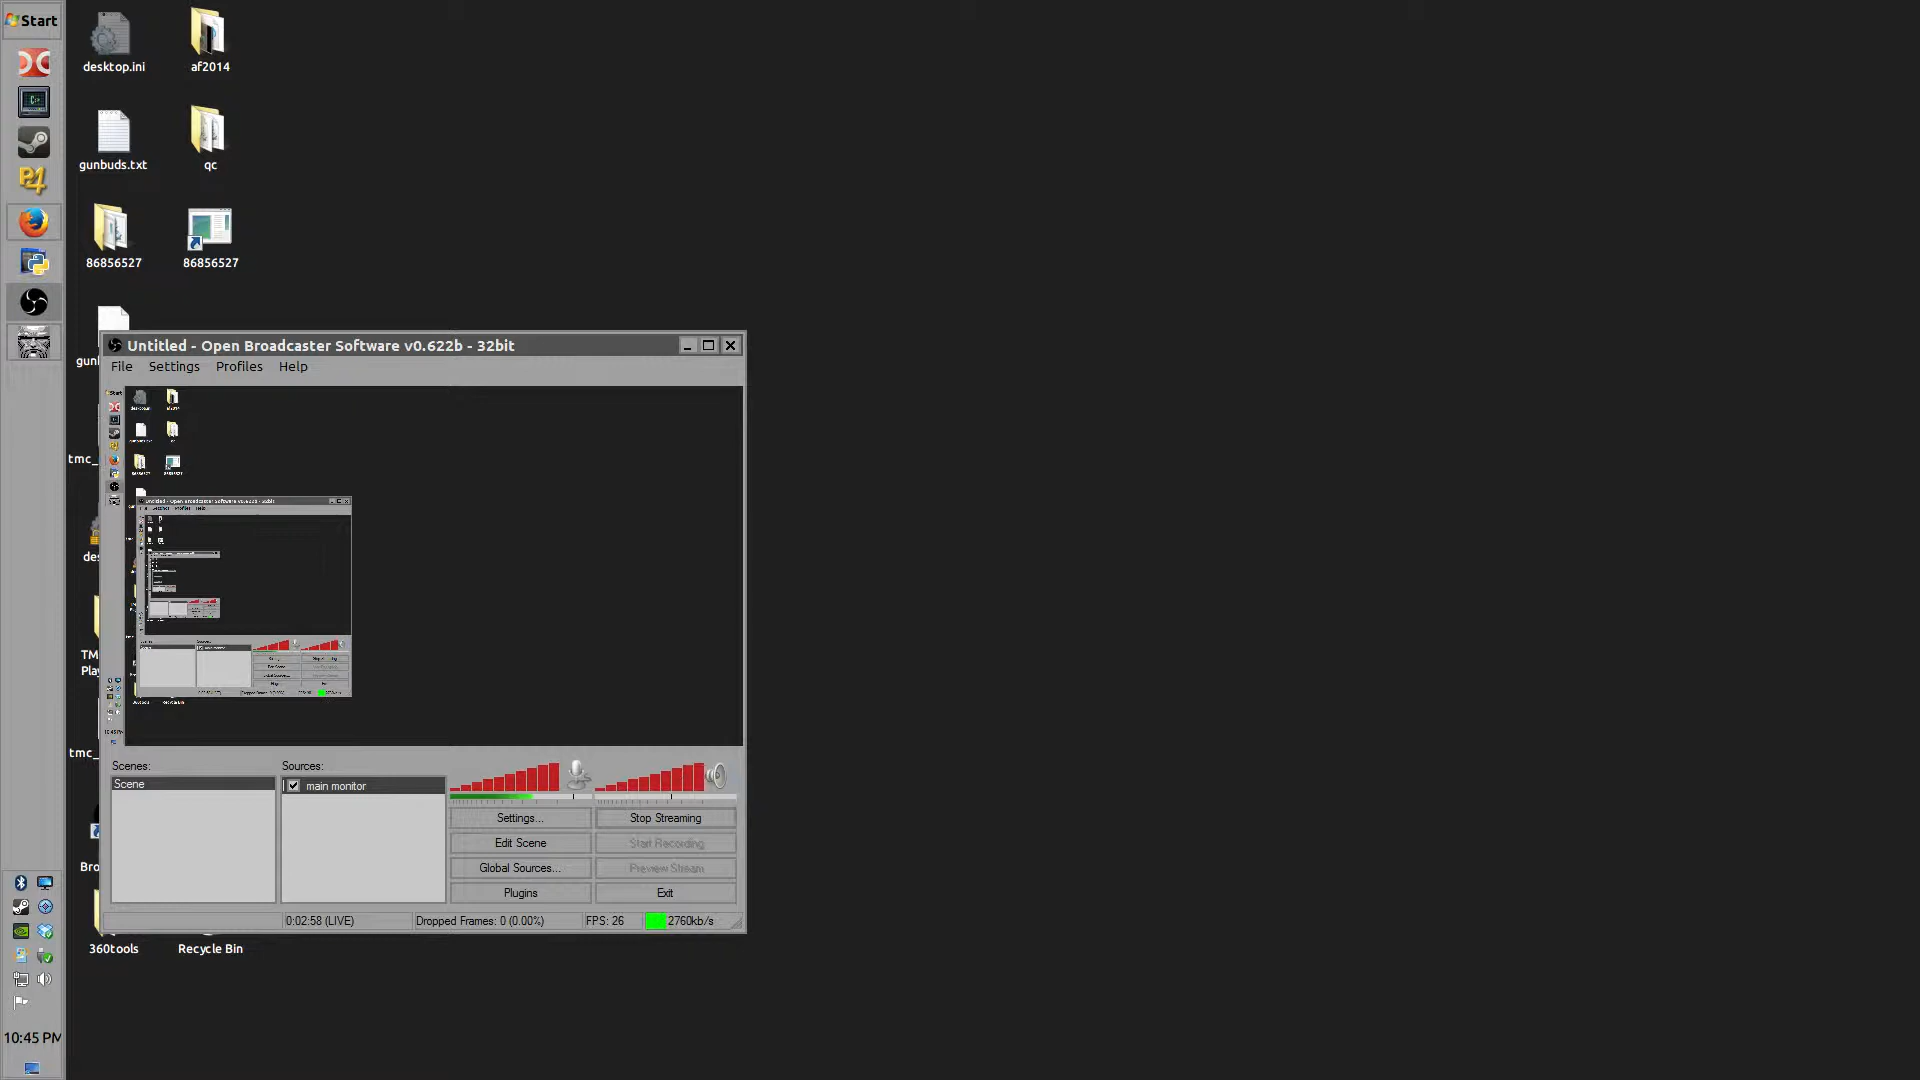 Start
desktop.ini
af2014
gunbuds.txt
qc
86856527
86856527
Untitled - Open Broadcaster Software v0.622b - 32bit
File Settings Profiles Help
Scenes:
Scene
Sources:
main monitor
Settings...
Stop Streaming
Edit Scene
Start Recording
Global Sources...
Preview Stream
Plugins
Exit
0:02:58 (LIVE)
Dropped Frames: 0 (0.00%)
FPS: 26
2760kb/s
gun
tmc_
des
TM
Play
tmc_
Bro
360tools
Recycle Bin
10:45 PM